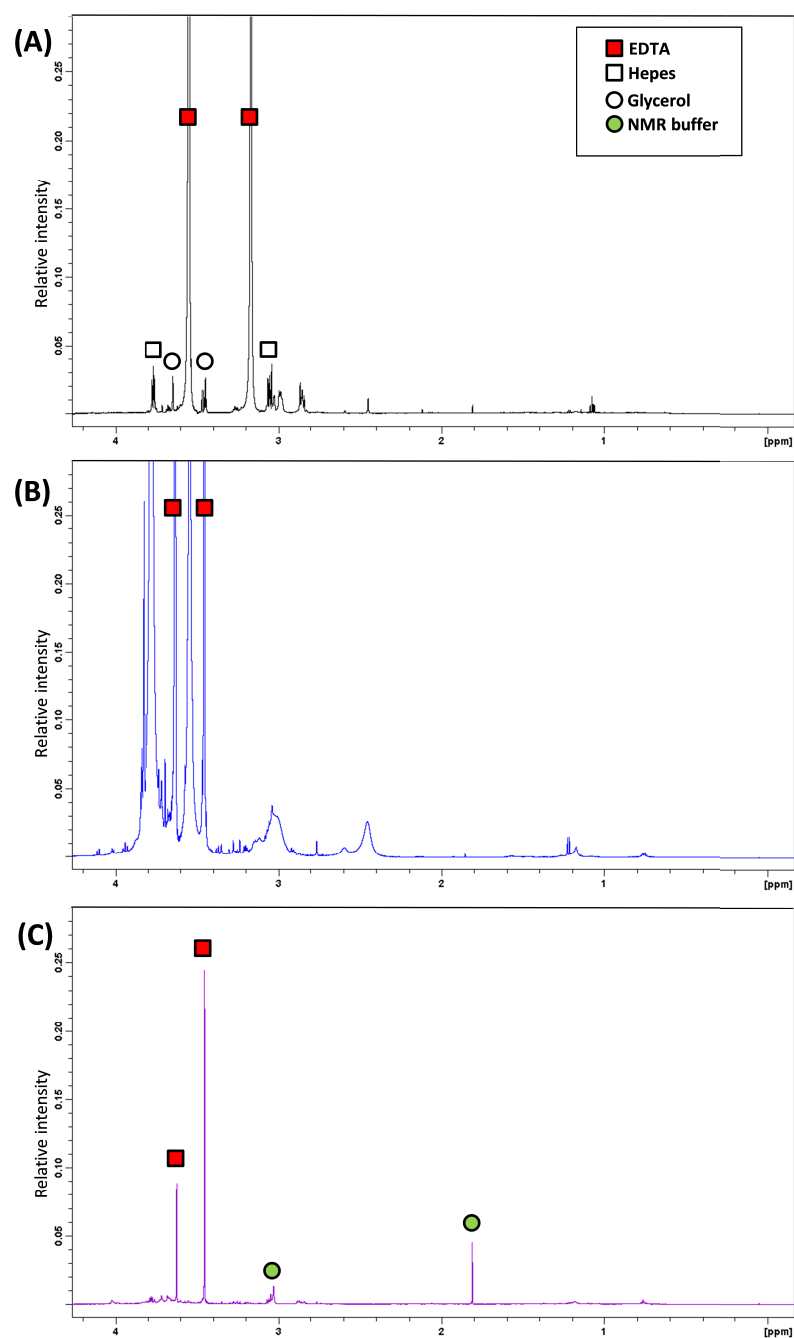 (A)
EDTA
Hepes
Glycerol
NMR buffer
Relative intensity
0.25
0.20
0.15
0.10
0.05
4 3 2 1 [ppm]
(B)
Relative intensity
0.25
0.20
0.15
0.10
0.05
4 3 2 1 [ppm]
(C)
Relative intensity
0.25
0.20
0.15
0.10
0.05
4 3 2 1 [ppm]